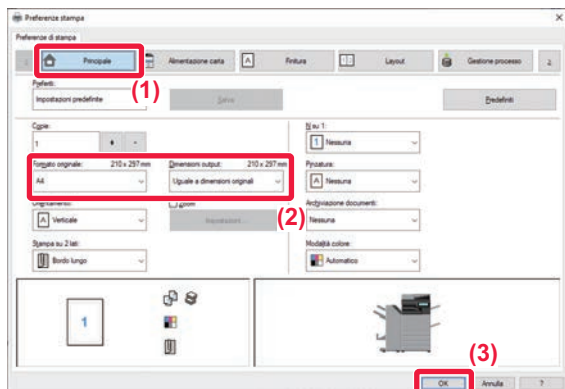 Preferenze stampa
Preferenze di stampa
Principale
Alimentazione carta
Finitura
Layout
Gestione processo
(1)
Preferiti:
Impostazioni predefinite
Salva
Predefiniti
Copie:
1
N su 1:
Nessuna
Formato originale: 210 x 297 mm
A4
Dimensioni output: 210 x 297 mm
Uguale a dimensioni originali
Pinzatura:
Nessuna
(2)
Orientamento:
Verticale
Zoom
Impostazioni...
Archiviazione documenti:
Nessuna
Stampa su 2 lati:
Bordo lungo
Modalità colore:
Automatico
1
(3)
OK
Annulla
?